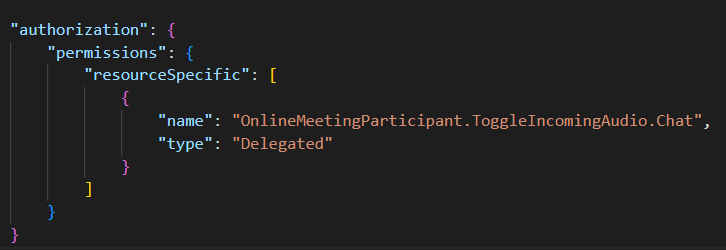 "authorization": {
"permissions": {
"resourceSpecific": [
{
"name": "OnlineMeetingParticipant.ToggleIncomingAudio.Chat",
"type": "Delegated"
}
]
}
}